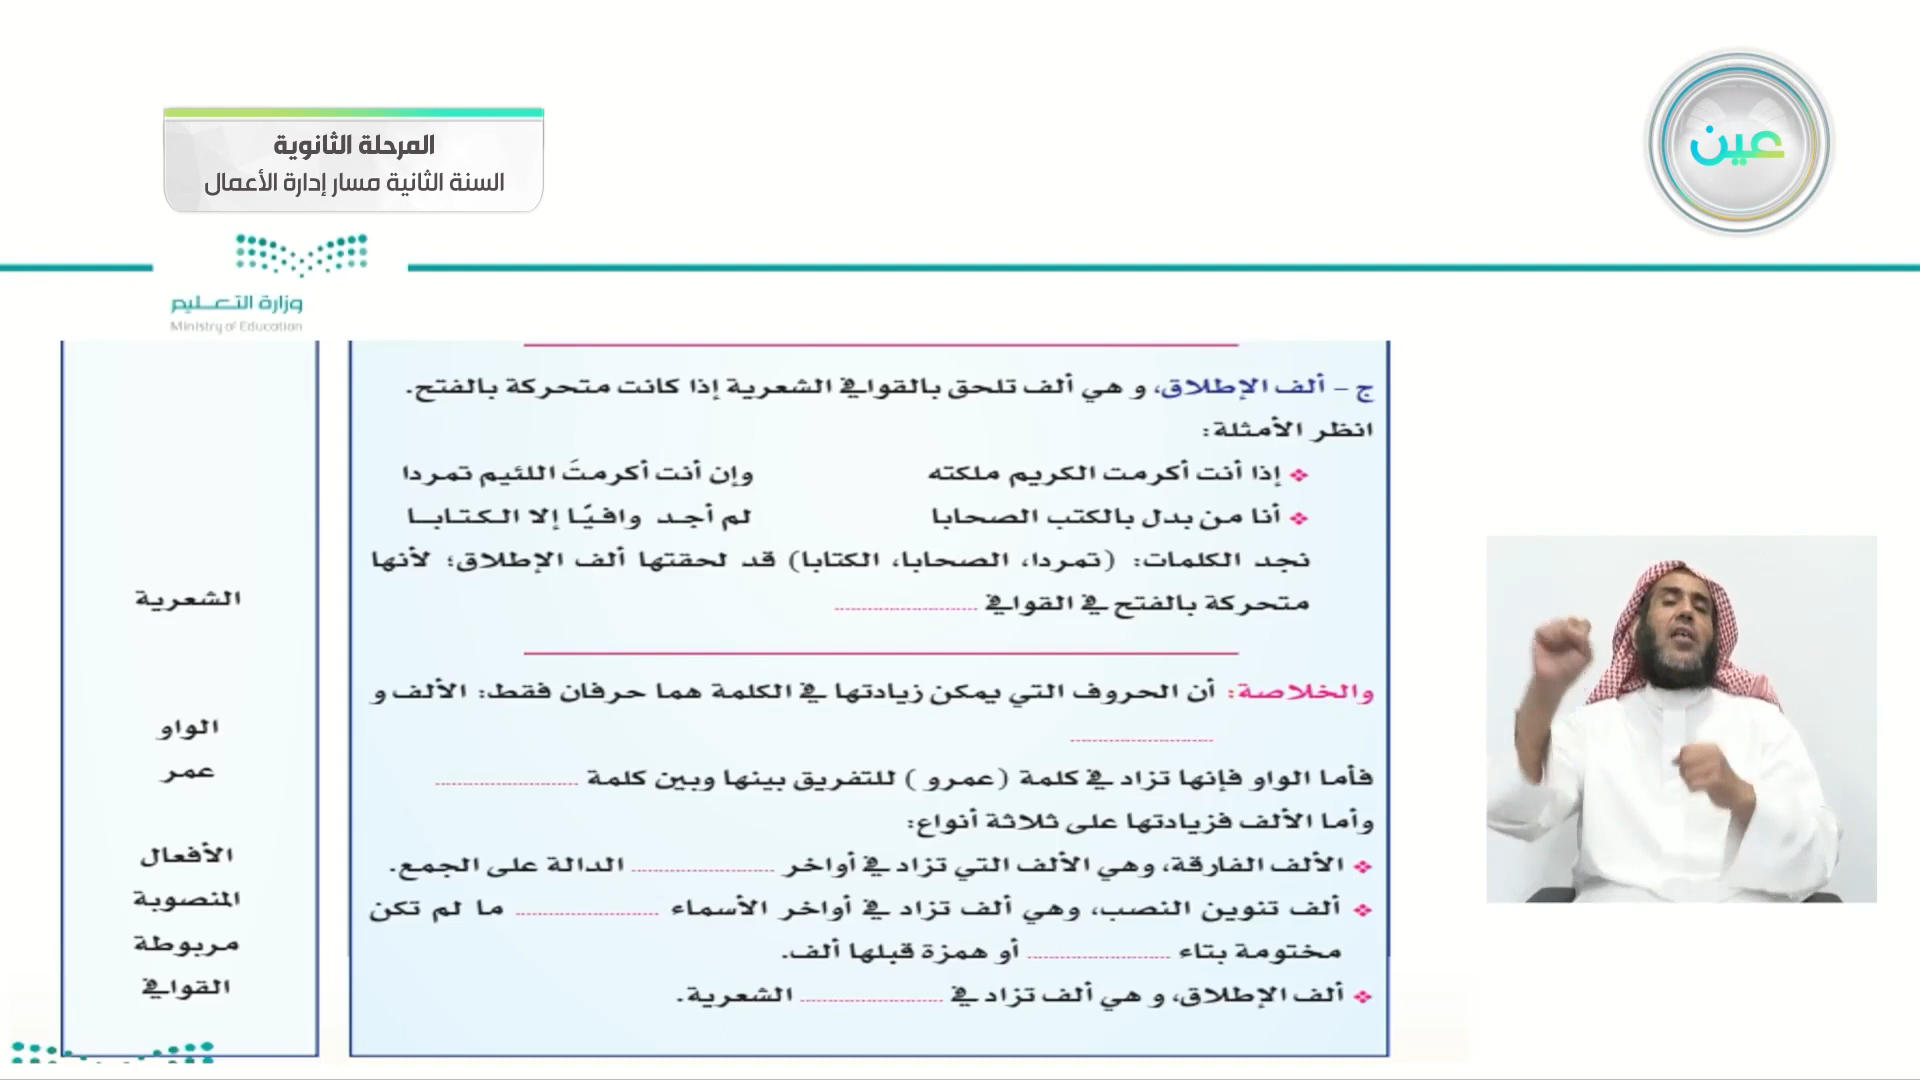 المرحلة الثانوية
السنة الثانية مسار إدارة الأعمال
عين
وزارة التعليم
Ministry of Education
ج - ألف الإطلاق، و هي ألف تلحق بالقوافي الشعرية إذا كانت متحركة بالفتح.
انظر الأمثلة:
إذا أنت أكرمت الكريم ملكته وإن أنت أكرمتَ اللئيم تمردا
أنا من بدل بالكتب الصحابا لم أجد وافيًا إلا الكتابا
نجد الكلمات: (تمردا، الصحابا، الكتابا) قد لحقتها ألف الإطلاق؛ لأنها
متحركة بالفتح في القوافي ........
الشعرية
والخلاصة: أن الحروف التي يمكن زيادتها في الكلمة هما حرفان فقط: الألف و
........
الواو
فأما الواو فإنها تزاد في كلمة (عمرو ) للتفريق بينها وبين كلمة ........
عمر
وأما الألف فزيادتها على ثلاثة أنواع:
الألف الفارقة، وهي الألف التي تزاد في أواخر ........ الدالة على الجمع.
الأفعال
ألف تنوين النصب، وهي ألف تزاد في أواخر الأسماء ........ ما لم تكن
المنصوبة
مختومة بتاء ........ أو همزة قبلها ألف.
مربوطة
ألف الإطلاق، و هي ألف تزاد في ........ الشعرية.
القوافي